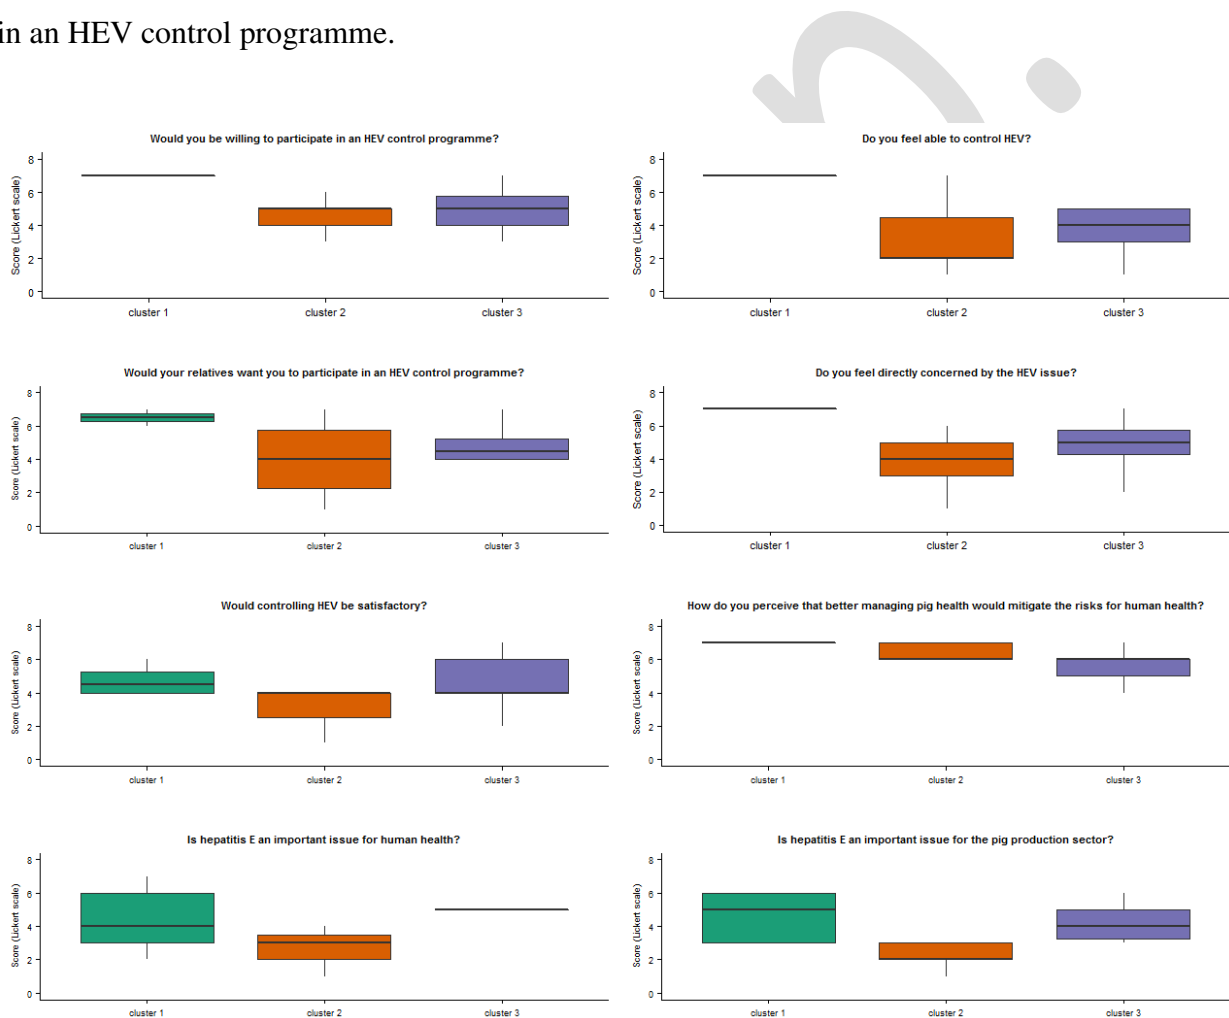 in an HEV control programme.
Would you be willing to participate in an HEV control programme?
Score (Lickert scale)
8
6
4
2
0
cluster 1
cluster 2
cluster 3
Do you feel able to control HEV?
Score (Lickert scale)
8
6
4
2
0
cluster 1
cluster 2
cluster 3
Would your relatives want you to participate in an HEV control programme?
Score (Lickert scale)
8
6
4
2
0
cluster 1
cluster 2
cluster 3
Do you feel directly concerned by the HEV issue?
Score (Lickert scale)
8
6
4
2
0
cluster 1
cluster 2
cluster 3
Would controlling HEV be satisfactory?
Score (Lickert scale)
8
6
4
2
0
cluster 1
cluster 2
cluster 3
How do you perceive that better managing pig health would mitigate the risks for human health?
Score (Lickert scale)
8
6
4
2
0
cluster 1
cluster 2
cluster 3
Is hepatitis E an important issue for human health?
Score (Lickert scale)
8
6
4
2
0
cluster 1
cluster 2
cluster 3
Is hepatitis E an important issue for the pig production sector?
Score (Lickert scale)
8
6
4
2
0
cluster 1
cluster 2
cluster 3